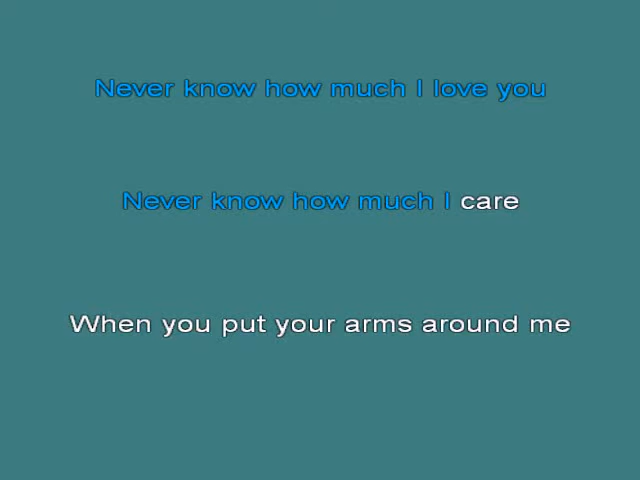 Never know how much I love you
Never know how much I care
When you put your arms around me